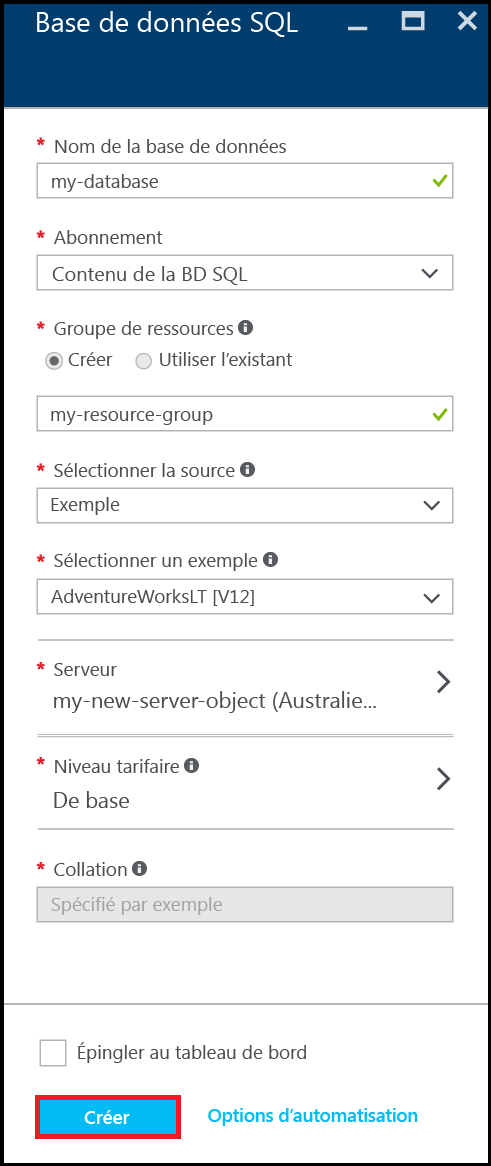 Base de données SQL
* Nom de la base de données
my-database
* Abonnement
Contenu de la BD SQL
* Groupe de ressources
Créer Utiliser l'existant
my-resource-group
* Sélectionner la source
Exemple
* Sélectionner un exemple
AdventureWorksLT [V12]
* Serveur
my-new-server-object (Australie...
* Niveau tarifaire
De base
* Collation
Spécifié par exemple
Épingler au tableau de bord
Créer Options d'automatisation